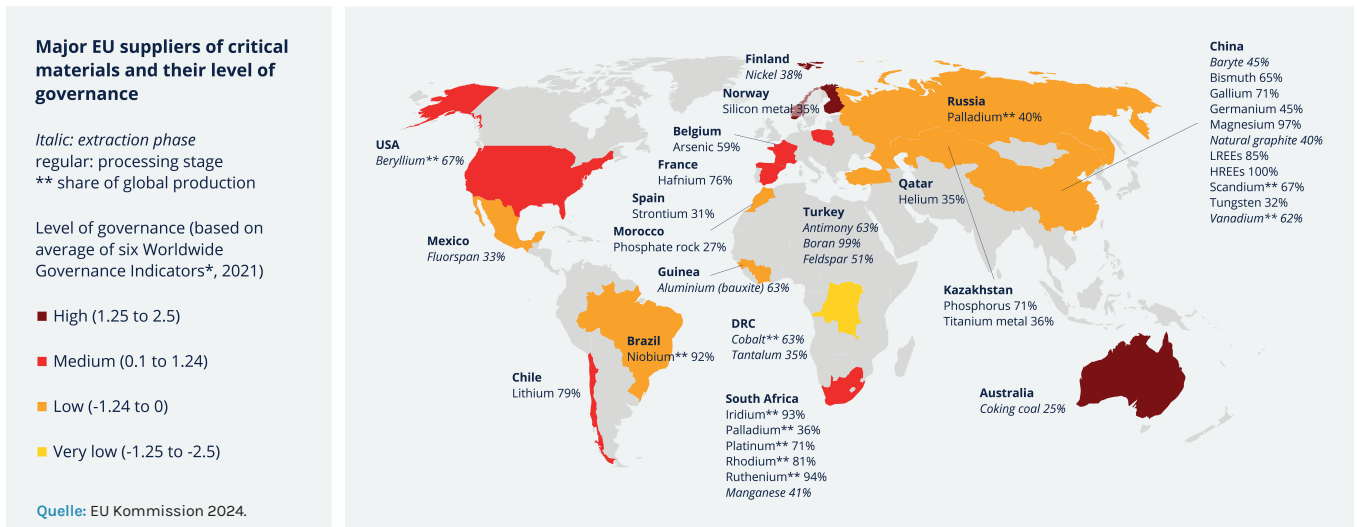 Major EU suppliers of critical
materials and their level of
governance
Italic: extraction phase
regular: processing stage
** share of global production
Level of governance (based on
average of six Worldwide
Governance Indicators*, 2021)
High (1.25 to 2.5)
Medium (0.1 to 1.24)
Low (-1.24 to 0)
Very low (-1.25 to -2.5)
Quelle: EU Kommission 2024.
USA
Beryllium** 67%
Mexico
Fluorspan 33%
Brazil
Niobium** 92%
Chile
Lithium 79%
Finland
Nickel 38%
Norway
Silicon metal 35%
Belgium
Arsenic 59%
France
Hafnium 76%
Spain
Strontium 31%
Morocco
Phosphate rock 27%
Guinea
Aluminium (bauxite) 63%
Turkey
Antimony 63%
Boran 99%
Feldspar 51%
DRC
Cobalt** 63%
Tantalum 35%
South Africa
Iridium** 93%
Palladium** 36%
Platinum** 71%
Rhodium** 81%
Ruthenium** 94%
Manganese 41%
Qatar
Helium 35%
Russia
Palladium** 40%
Kazakhstan
Phosphorus 71%
Titanium metal 36%
Australia
Coking coal 25%
China
Baryte 45%
Bismuth 65%
Gallium 71%
Germanium 45%
Magnesium 97%
Natural graphite 40%
LREEs 85%
HREEs 100%
Scandium** 67%
Tungsten 32%
Vanadium** 62%